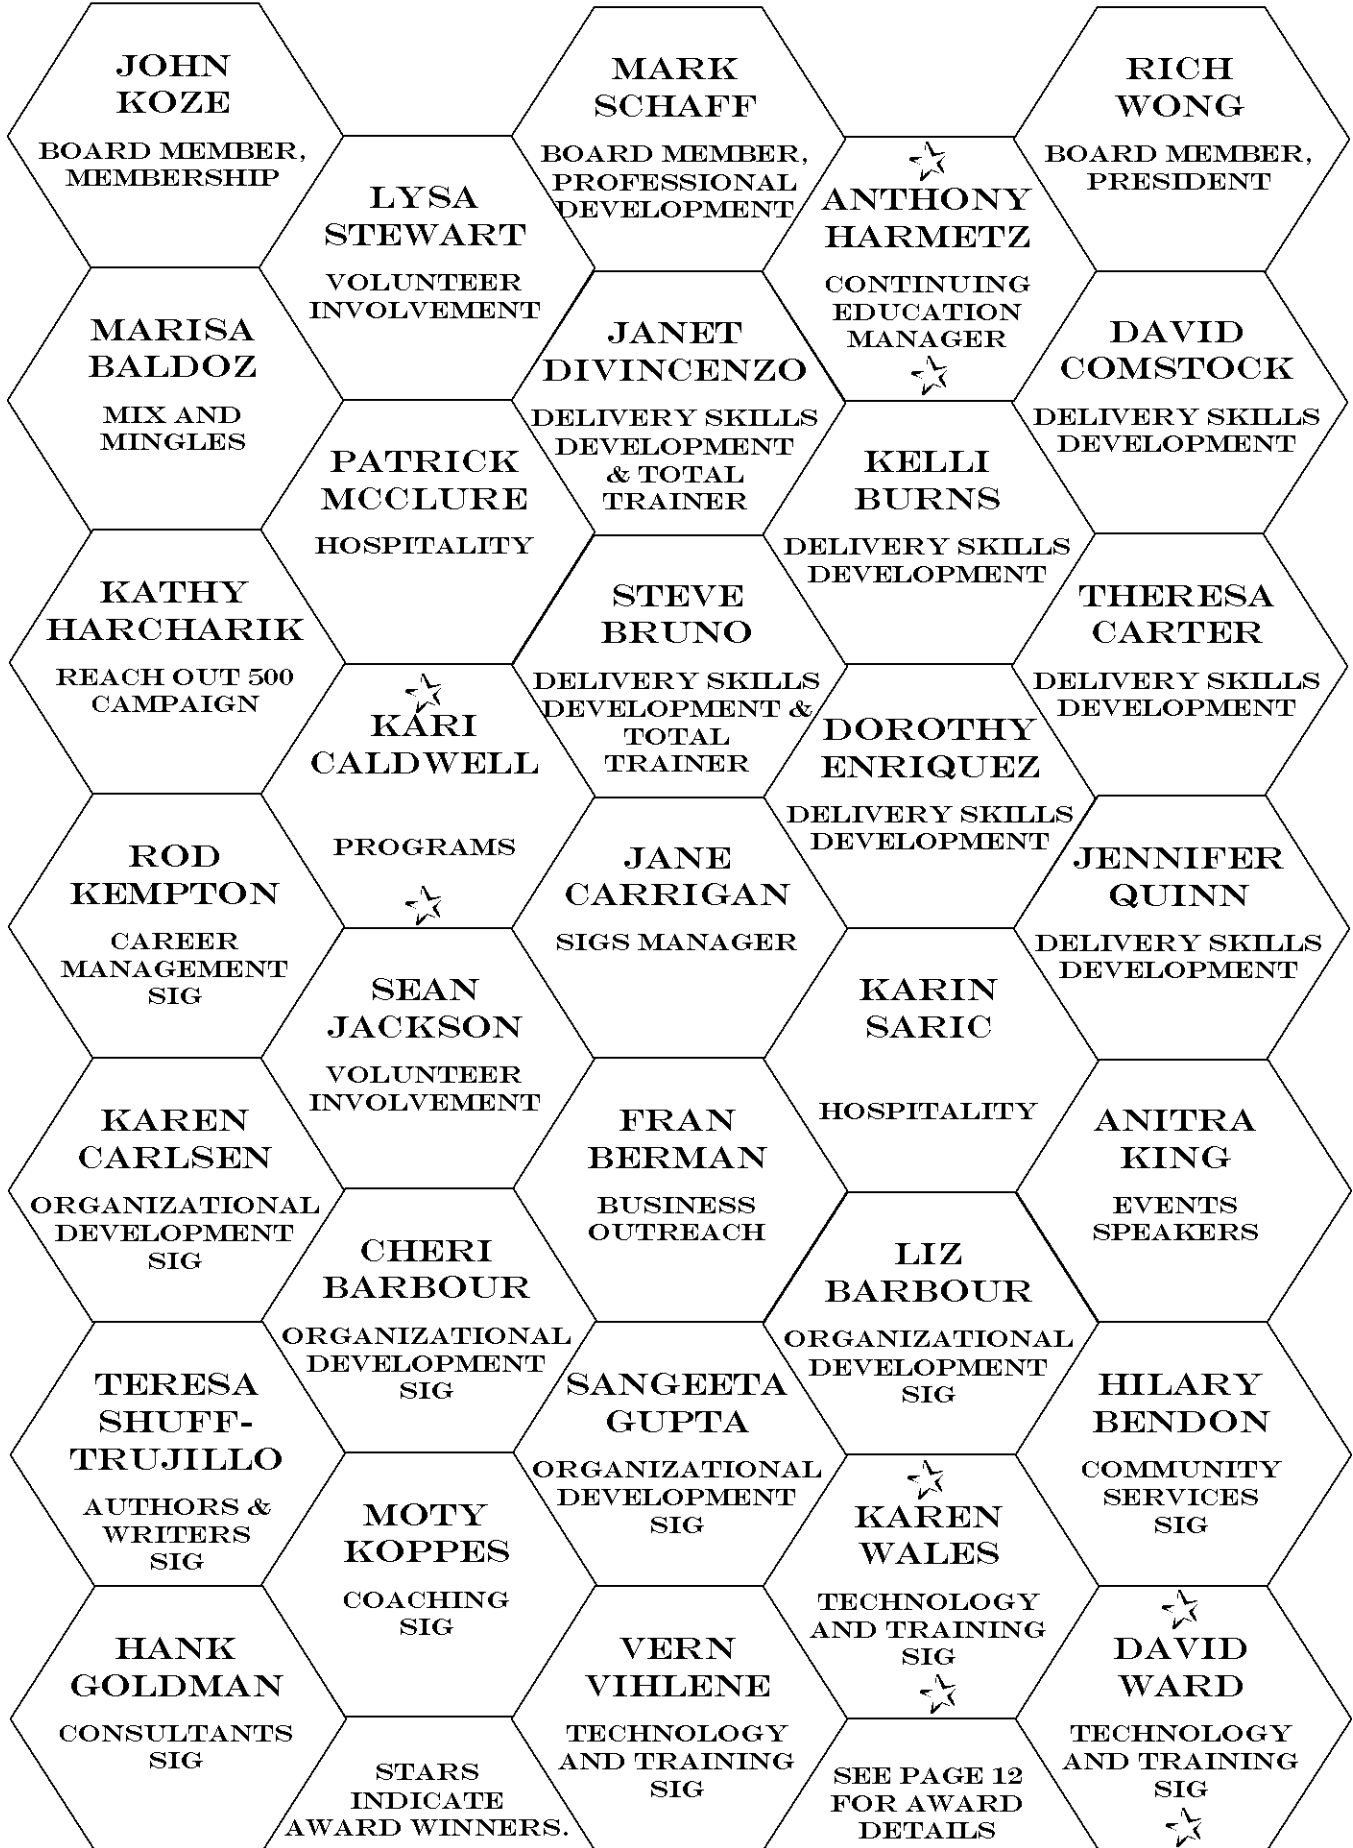 JOHN
KOZE
BOARD MEMBER,
MEMBERSHIP
MARISA
BALDOZ
MIX AND
MINGLES
KATHY
HARCHARIK
REACH OUT 500
CAMPAIGN
ROD
KEMPTON
CAREER
MANAGEMENT
SIG
KAREN
CARLSEN
ORGANIZATIONAL
DEVELOPMENT
SIG
TERESA
SHUFF-
TRUJILLO
AUTHORS &
WRITERS
SIG
HANK
GOLDMAN
CONSULTANTS
SIG
LYSA
STEWART
VOLUNTEER
INVOLVEMENT
PATRICK
MCCLURE
HOSPITALITY
KARI
CALDWELL
PROGRAMS
SEAN
JACKSON
VOLUNTEER
INVOLVEMENT
CHERI
BARBOUR
ORGANIZATIONAL
DEVELOPMENT
SIG
MOTY
KOPPES
COACHING
SIG
STARS
INDICATE
AWARD WINNERS.
MARK
SCHAFF
BOARD MEMBER,
PROFESSIONAL
DEVELOPMENT
JANET
DIVINCENZO
DELIVERY SKILLS
DEVELOPMENT
& TOTAL
TRAINER
STEVE
BRUNO
DELIVERY SKILLS
DEVELOPMENT &
TOTAL
TRAINER
JANE
CARRIGAN
SIGS MANAGER
FRAN
BERMAN
BUSINESS
OUTREACH
SANGEETA
GUPTA
ORGANIZATIONAL
DEVELOPMENT
SIG
VERN
VIHLENE
TECHNOLOGY
AND TRAINING
SIG
ANTHONY
HARMETZ
CONTINUING
EDUCATION
MANAGER
KELLI
BURNS
DELIVERY SKILLS
DEVELOPMENT
DOROTHY
ENRIQUEZ
DELIVERY SKILLS
DEVELOPMENT
KARIN
SARIC
HOSPITALITY
LIZ
BARBOUR
ORGANIZATIONAL
DEVELOPMENT
SIG
KAREN
WALES
TECHNOLOGY
AND TRAINING
SIG
SEE PAGE 12
FOR AWARD
DETAILS
RICH
WONG
BOARD MEMBER,
PRESIDENT
DAVID
COMSTOCK
DELIVERY SKILLS
DEVELOPMENT
THERESA
CARTER
DELIVERY SKILLS
DEVELOPMENT
JENNIFER
QUINN
DELIVERY SKILLS
DEVELOPMENT
ANITRA
KING
EVENTS
SPEAKERS
HILARY
BENDON
COMMUNITY
SERVICES
SIG
DAVID
WARD
TECHNOLOGY
AND TRAINING
SIG